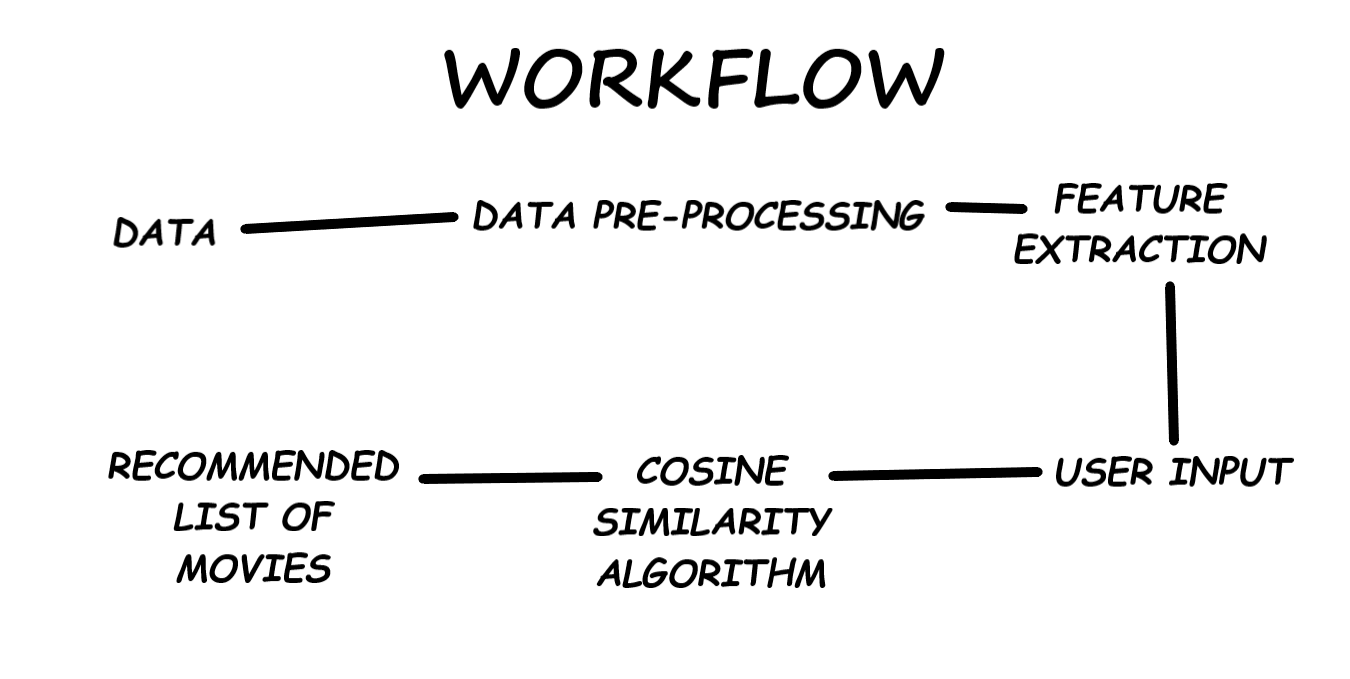 WORKFLOW
DATA
DATA PRE-PROCESSING
FEATURE
EXTRACTION
USER INPUT
COSINE
SIMILARITY
ALGORITHM
RECOMMENDED
LIST OF
MOVIES